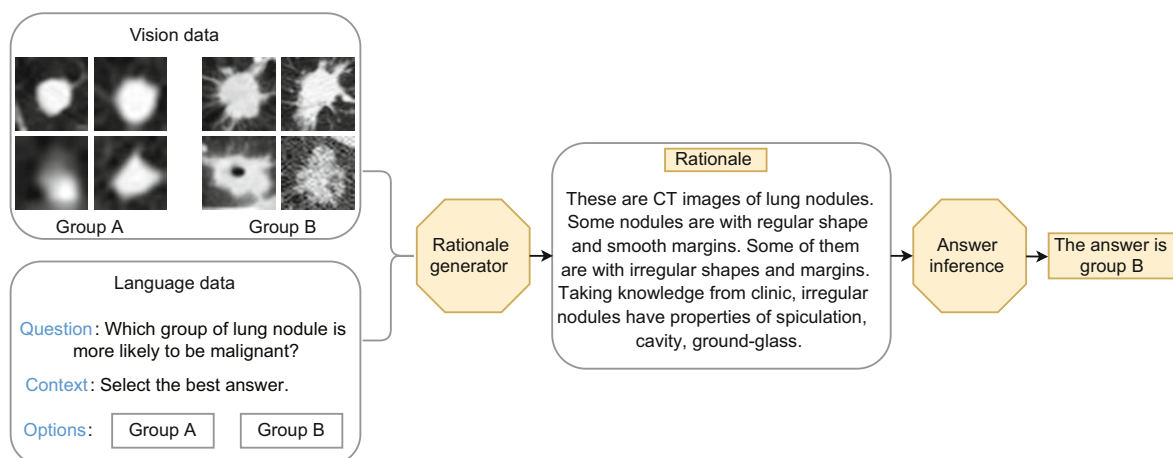 Vision data
Group A
Group B
Language data
Question: Which group of lung nodule is
more likely to be malignant?
Context: Select the best answer.
Options:
Group A
Group B
Rationale
generator
Rationale
These are CT images of lung nodules.
Some nodules are with regular shape
and smooth margins. Some of them
are with irregular shapes and margins.
Taking knowledge from clinic, irregular
nodules have properties of spiculation,
cavity, ground-glass.
Answer
inference
The answer is
group B